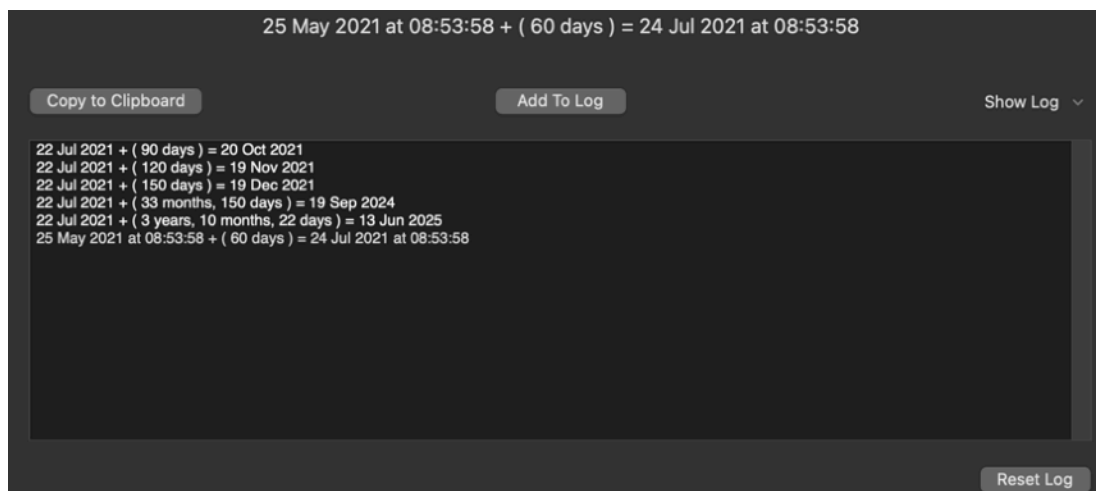 25 May 2021 at 08:53:58 + ( 60 days ) = 24 Jul 2021 at 08:53:58
Copy to Clipboard
Add To Log
Show Log
22 Jul 2021 + ( 90 days ) = 20 Oct 2021
22 Jul 2021 + ( 120 days ) = 19 Nov 2021
22 Jul 2021 + ( 150 days ) = 19 Dec 2021
22 Jul 2021 + ( 33 months, 150 days ) = 19 Sep 2024
22 Jul 2021 + ( 3 years, 10 months, 22 days ) = 13 Jun 2025
25 May 2021 at 08:53:58 + ( 60 days ) = 24 Jul 2021 at 08:53:58
Reset Log